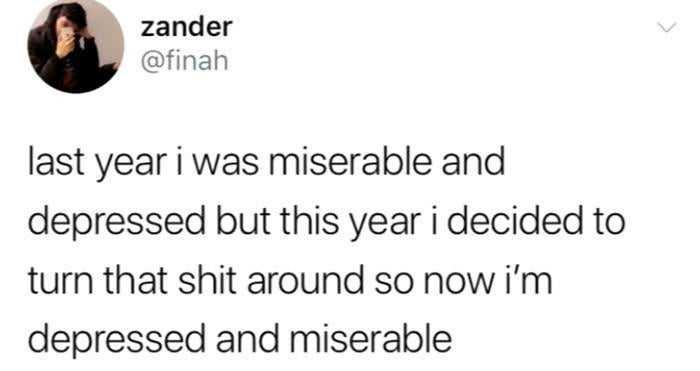 zander
@finah
last year i was miserable and
depressed but this year i decided to
turn that shit around so now i'm
depressed and miserable